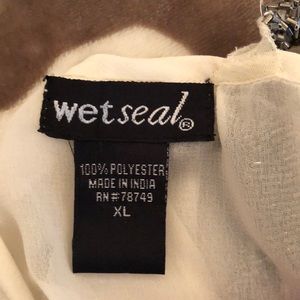 wetseal®
100% POLYESTER
MADE IN INDIA
RN#78749
XL